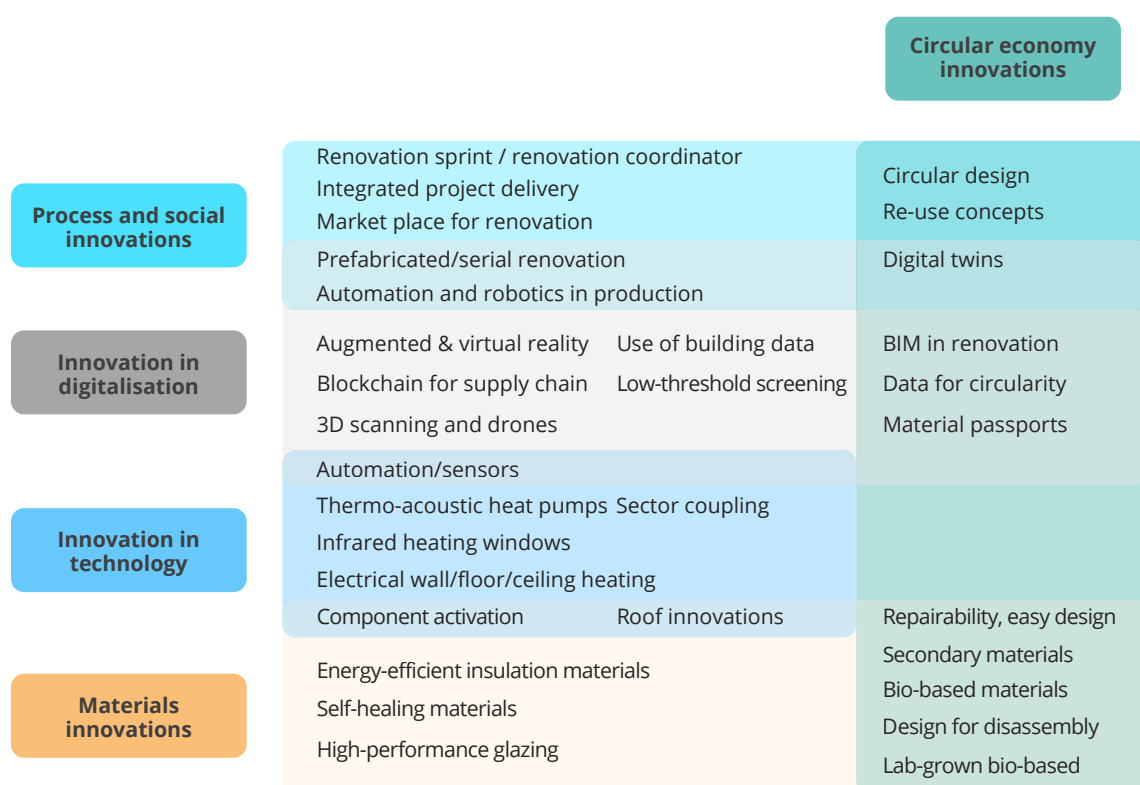 Circular economy
innovations
Process and social
innovations
Renovation sprint / renovation coordinator
Integrated project delivery
Market place for renovation
Prefabricated/serial renovation
Automation and robotics in production
Circular design
Re-use concepts
Digital twins
Innovation in
digitalisation
Augmented & virtual reality
Use of building data
Blockchain for supply chain
Low-threshold screening
3D scanning and drones
BIM in renovation
Data for circularity
Material passports
Automation/sensors
Innovation in
technology
Thermo-acoustic heat pumps
Sector coupling
Infrared heating windows
Electrical wall/floor/ceiling heating
Component activation
Roof innovations
Repairability, easy design
Materials
innovations
Energy-efficient insulation materials
Self-healing materials
High-performance glazing
Secondary materials
Bio-based materials
Design for disassembly
Lab-grown bio-based